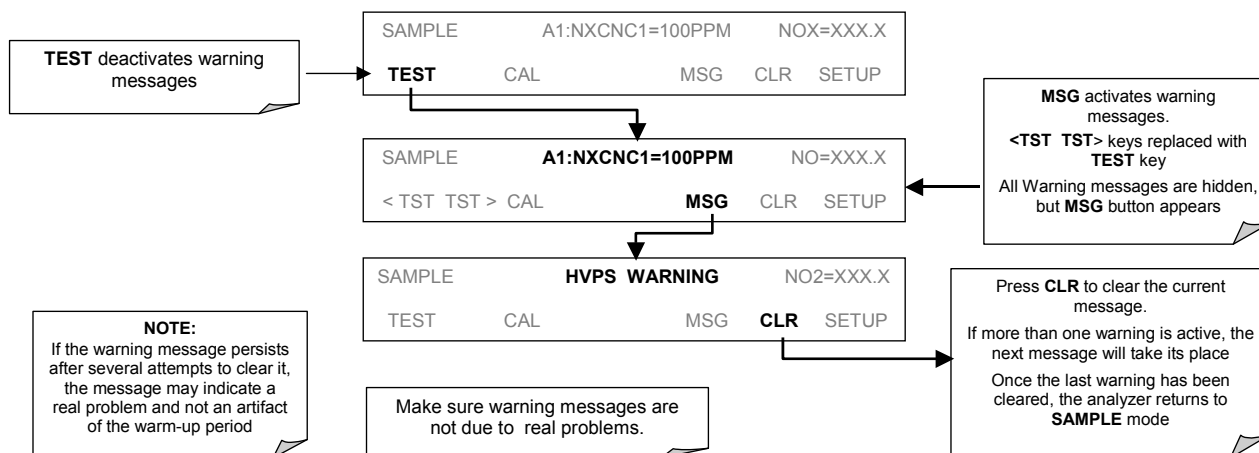 SAMPLE A1:NXCNC1=100PPM NOX=XXX.X
TEST CAL MSG CLR SETUP
TEST deactivates warning
messages
SAMPLE A1:NXCNC1=100PPM NO=XXX.X
< TST TST > CAL MSG CLR SETUP
MSG activates warning
messages.
<TST TST> keys replaced with
TEST key
All Warning messages are hidden,
but MSG button appears
SAMPLE HVPS WARNING NO2=XXX.X
TEST CAL MSG CLR SETUP
Press CLR to clear the current
message.
If more than one warning is active, the
next message will take its place
Once the last warning has been
cleared, the analyzer returns to
SAMPLE mode
NOTE:
If the warning message persists
after several attempts to clear it,
the message may indicate a
real problem and not an artifact
of the warm-up period
Make sure warning messages are
not due to real problems.